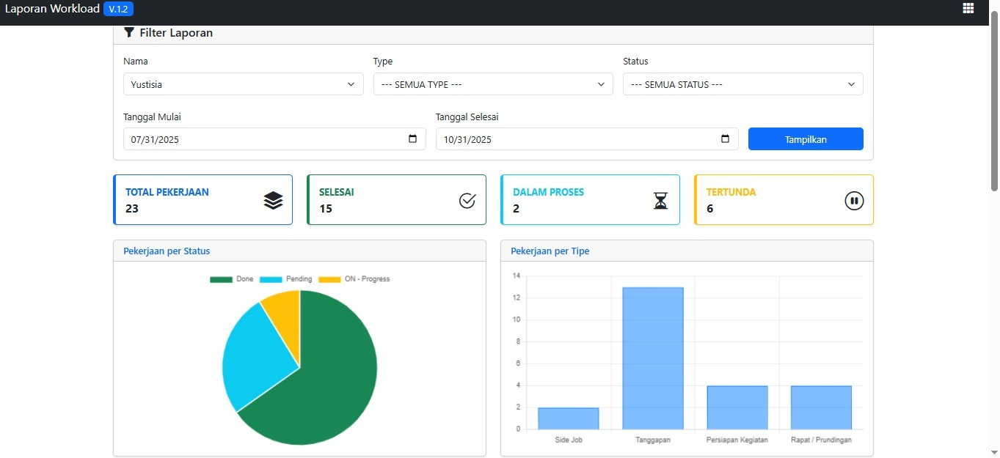 Laporan Workload V.1.2
Filter Laporan
Nama Type Status
Yustisia --- SEMUA TYPE --- --- SEMUA STATUS ---
Tanggal Mulai Tanggal Selesai
07/31/2025 10/31/2025 Tampilkan
TOTAL PEKERJAAN SELESAI DALAM PROSES TERTUNDA
23 15 2 6
Pekerjaan per Status
Done Pending ON - Progress
Pekerjaan per Tipe
14
12
10
8
6
4
2
0
Side Job Tanggapan Persiapan Kegiatan Rapat / Prundingan